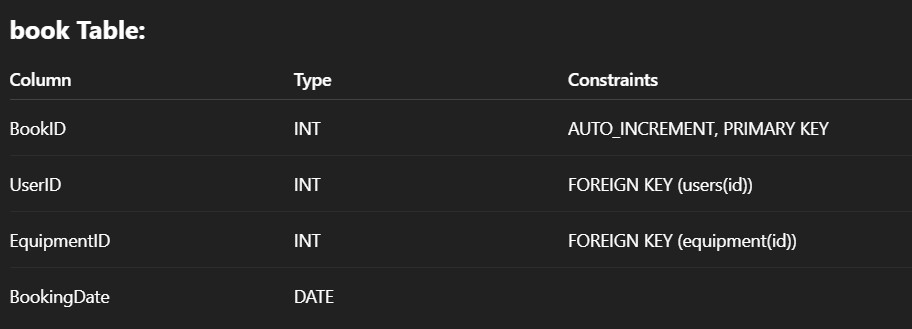 book Table:
Column Type Constraints
BookID INT AUTO_INCREMENT, PRIMARY KEY
UserID INT FOREIGN KEY (users(id))
EquipmentID INT FOREIGN KEY (equipment(id))
BookingDate DATE